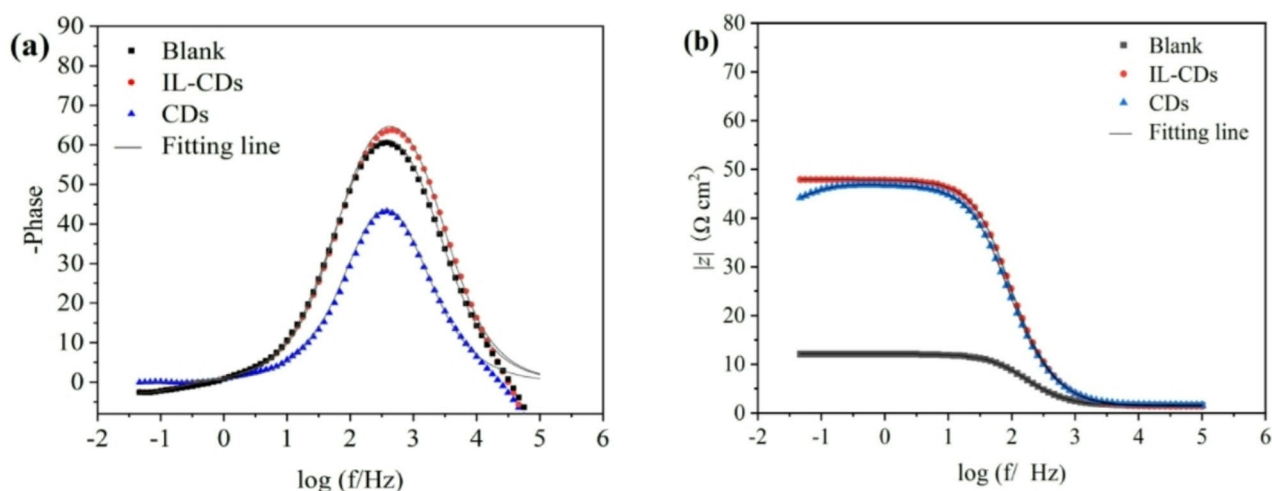 (a)
90
80
70
60
50
40
30
20
10
0
-Phase
Blank
IL-CDs
CDs
Fitting line
-2 -1 0 1 2 3 4 5 6
log (f/Hz)
(b)
80
70
60
50
40
30
20
10
0
|z| (Ω cm²)
Blank
IL-CDs
CDs
Fitting line
-2 -1 0 1 2 3 4 5 6
log (f/ Hz)